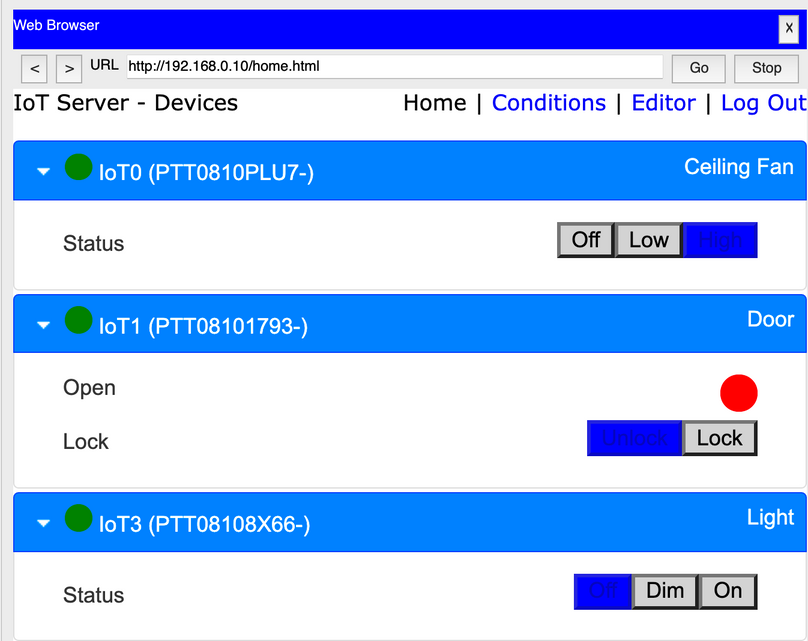 Web Browser X
< > URL http://192.168.0.10/home.html Go Stop
IoT Server - Devices Home | Conditions | Editor | Log Out
IoT0 (PTT0810PLU7-) Ceiling Fan
Status Off Low High
IoT1 (PTT08101793-) Door
Open
Lock Unlock Lock
IoT3 (PTT08108X66-) Light
Status Off Dim On